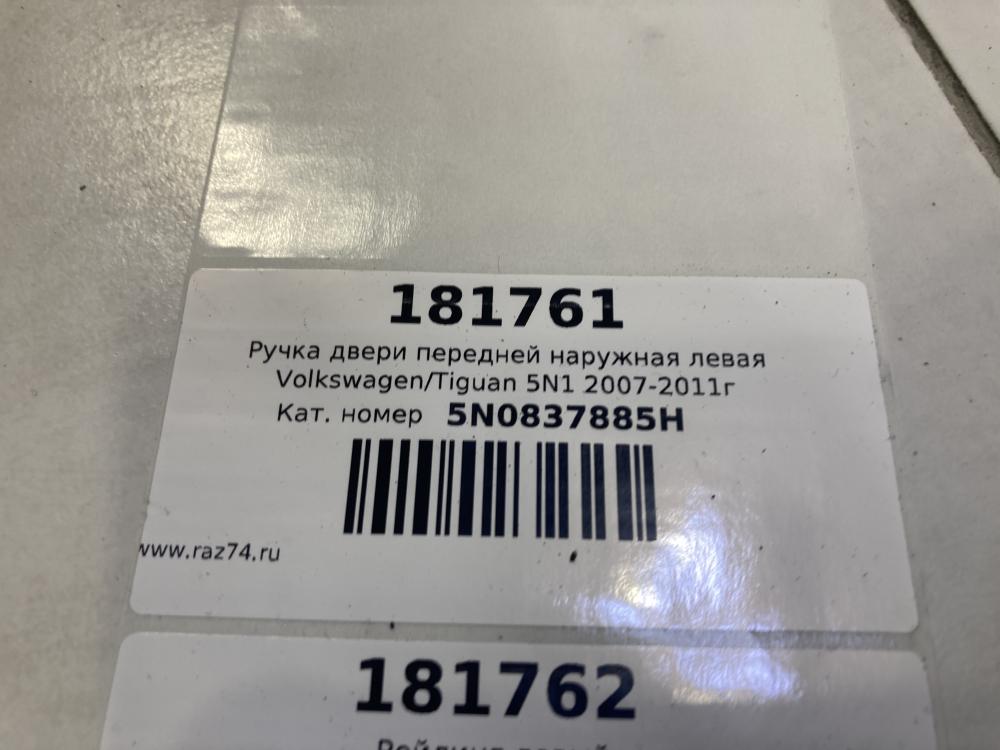 181761
Ручка двери передней наружная левая
Volkswagen/Tiguan 5N1 2007-2011г
Кат. номер 5N0837885H
www.raz74.ru
181762